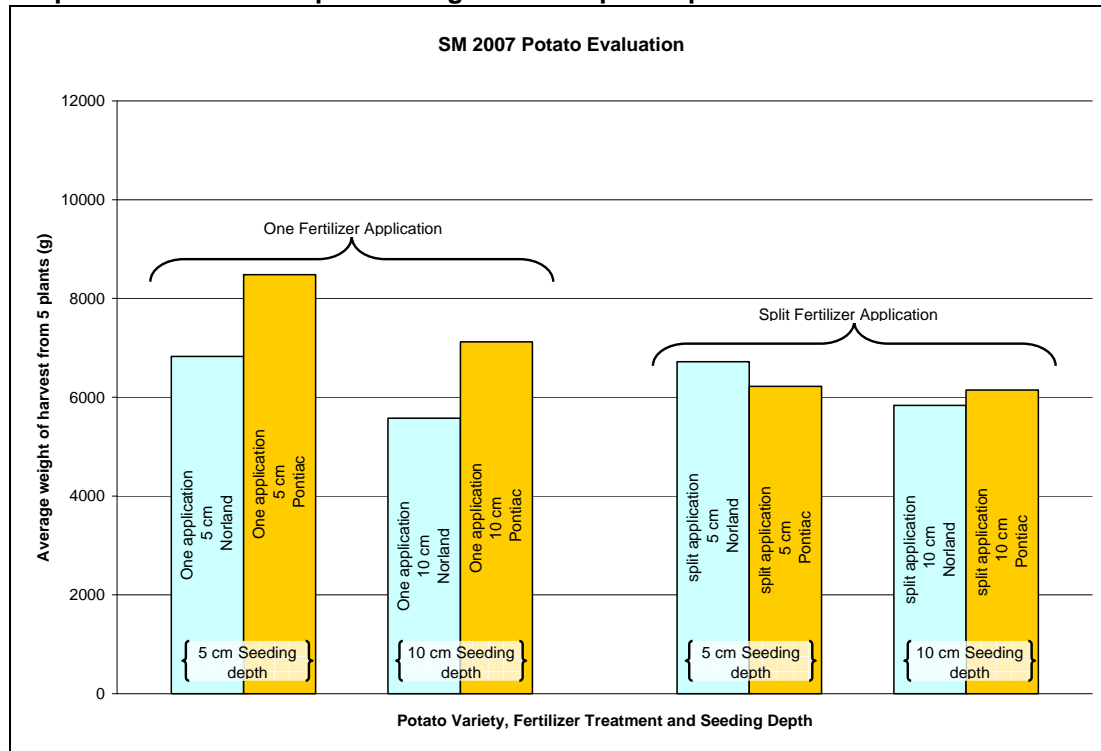 SM 2007 Potato Evaluation
Average weight of harvest from 5 plants (g)
12000
10000
8000
6000
4000
2000
0
One Fertilizer Application
Split Fertilizer Application
One application
5 cm
Norland
One application
5 cm
Pontiac
One application
10 cm
Norland
One application
10 cm
Pontiac
split application
5 cm
Norland
split application
5 cm
Pontiac
split application
10 cm
Norland
split application
10 cm
Pontiac
5 cm Seeding
depth
10 cm Seeding
depth
5 cm Seeding
depth
10 cm Seeding
depth
Potato Variety, Fertilizer Treatment and Seeding Depth